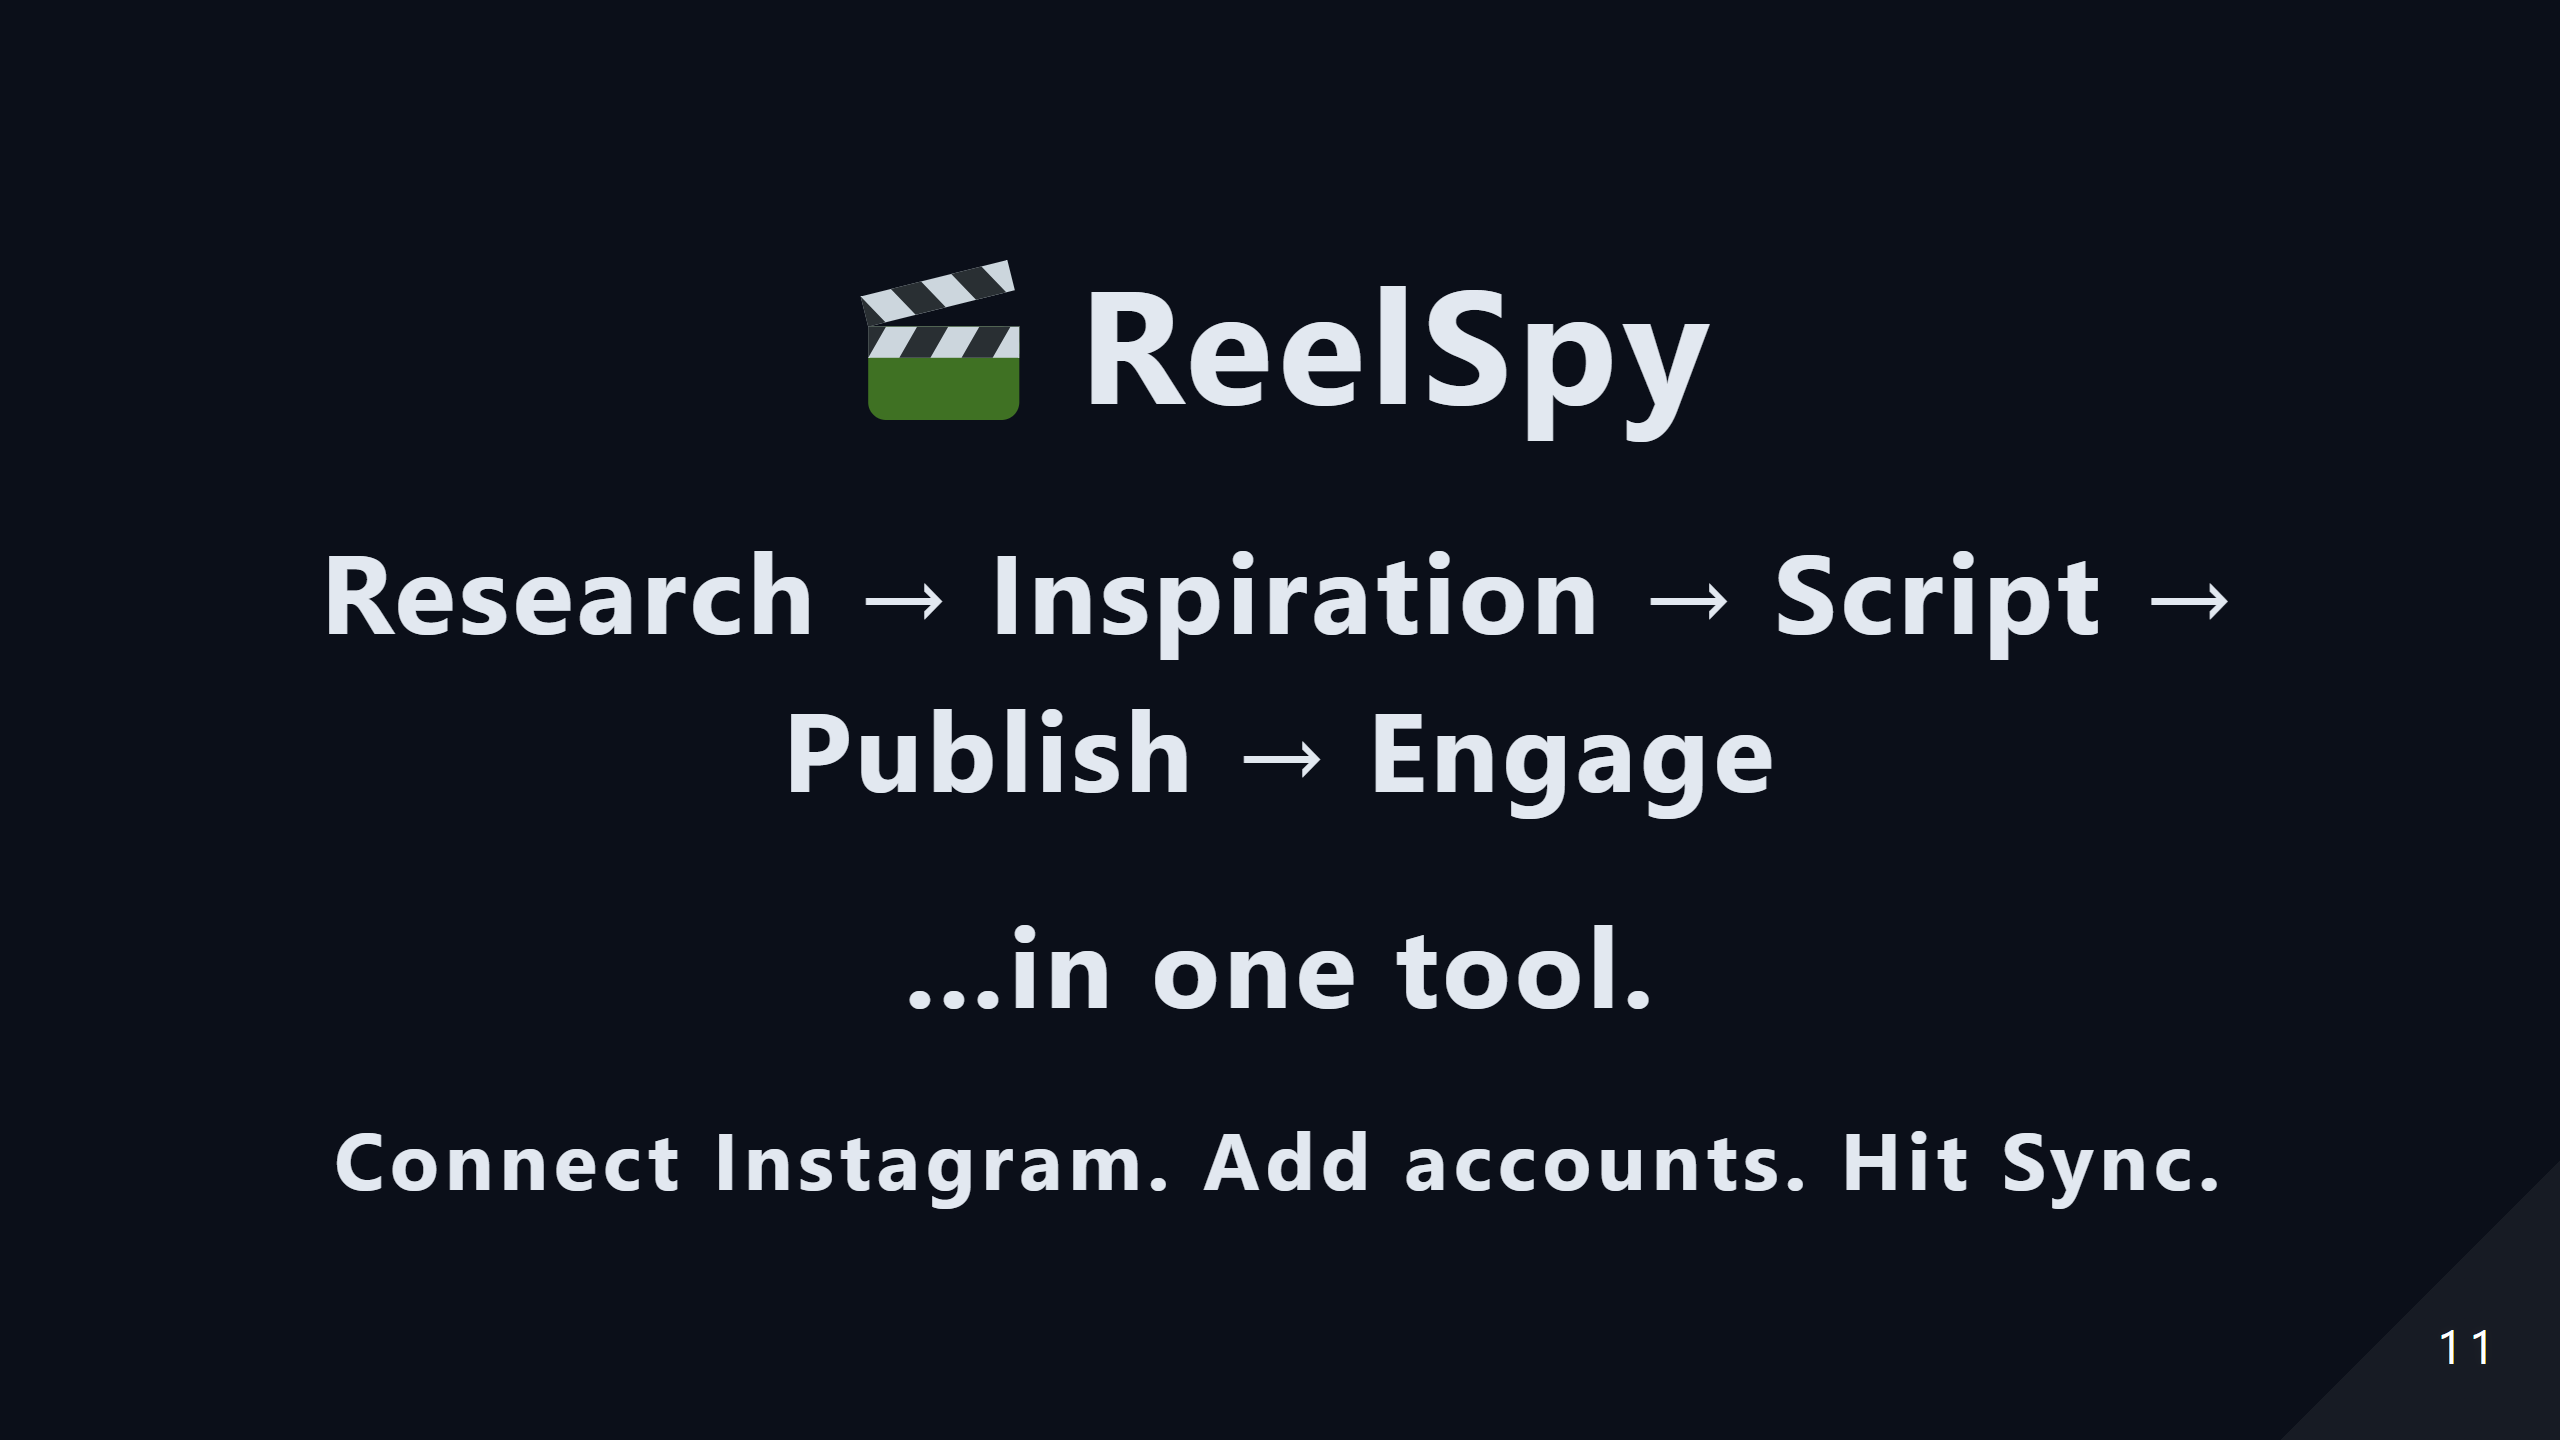 ReelSpy
Research → Inspiration → Script →
Publish → Engage
...in one tool.
Connect Instagram. Add accounts. Hit Sync.
11